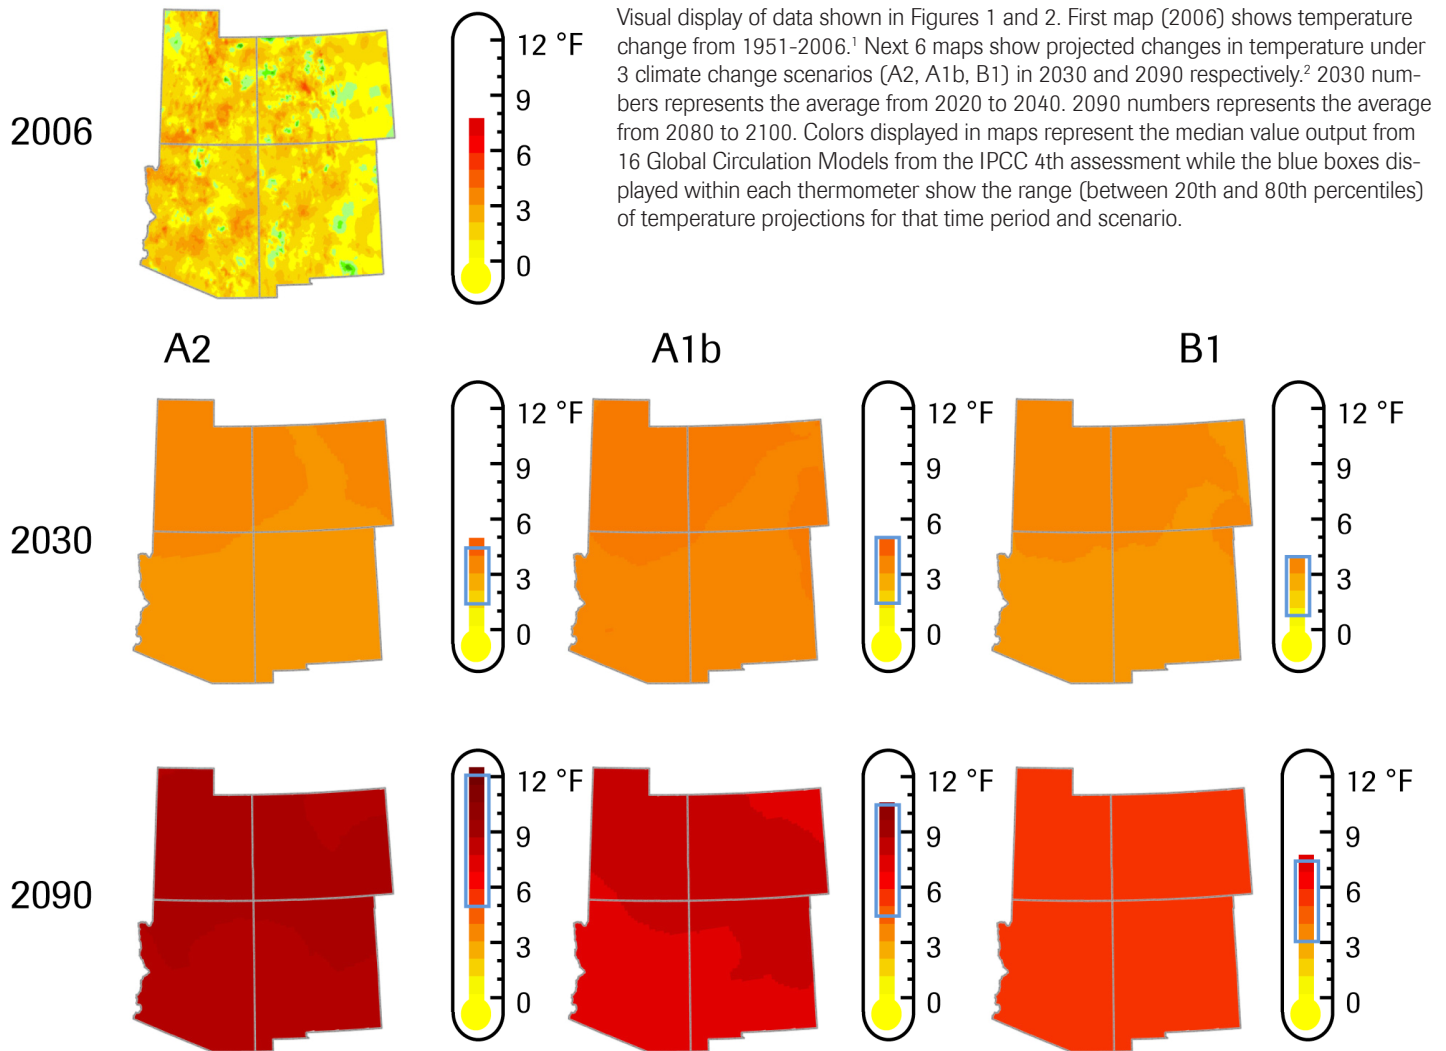 Visual display of data shown in Figures 1 and 2. First map (2006) shows temperature
change from 1951-2006.¹ Next 6 maps show projected changes in temperature under
3 climate change scenarios (A2, A1b, B1) in 2030 and 2090 respectively.² 2030 num-
bers represents the average from 2020 to 2040. 2090 numbers represents the average
from 2080 to 2100. Colors displayed in maps represent the median value output from
16 Global Circulation Models from the IPCC 4th assessment while the blue boxes dis-
played within each thermometer show the range (between 20th and 80th percentiles)
of temperature projections for that time period and scenario.
2006
12 °F
9
6
3
0
A2
A1b
B1
2030
12 °F
9
6
3
0
12 °F
9
6
3
0
12 °F
9
6
3
0
2090
12 °F
9
6
3
0
12 °F
9
6
3
0
12 °F
9
6
3
0